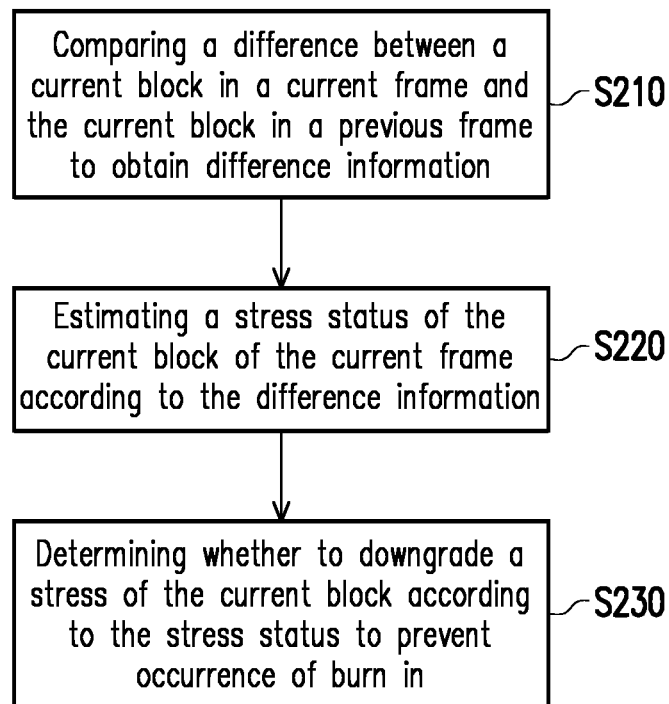 Comparing a difference between a
current block in a current frame and
the current block in a previous frame
to obtain difference information
S210
Estimating a stress status of the
current block of the current frame
according to the difference information
S220
Determining whether to downgrade a
stress of the current block according
to the stress status to prevent
occurrence of burn in
S230